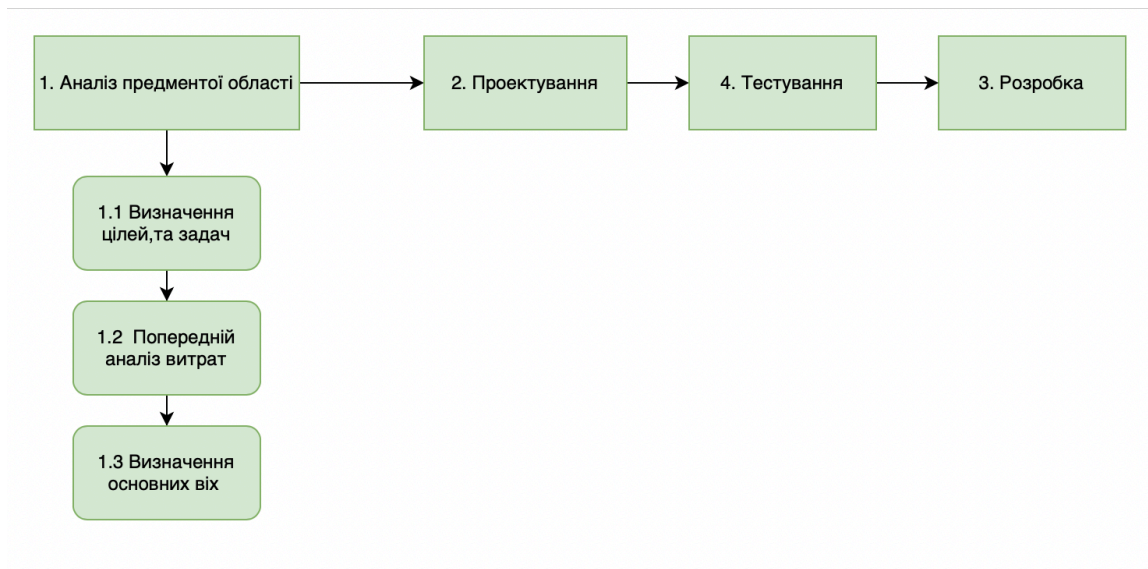 1. Аналіз предментої області
2. Проектування
4. Тестування
3. Розробка
1.1 Визначення
цілей,та задач
1.2 Попередній
аналіз витрат
1.3 Визначення
основних віх